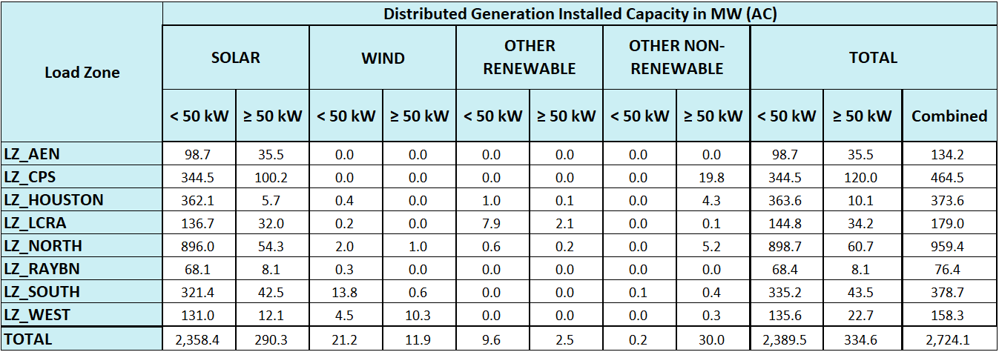 Distributed Generation Installed Capacity in MW (AC)
Load Zone SOLAR WIND OTHER RENEWABLE OTHER NON-RENEWABLE TOTAL
< 50 kW ≥ 50 kW < 50 kW ≥ 50 kW < 50 kW ≥ 50 kW < 50 kW ≥ 50 kW < 50 kW ≥ 50 kW Combined
LZ_AEN 98.7 35.5 0.0 0.0 0.0 0.0 0.0 0.0 98.7 35.5 134.2
LZ_CPS 344.5 100.2 0.0 0.0 0.0 0.0 0.0 19.8 344.5 120.0 464.5
LZ_HOUSTON 362.1 5.7 0.4 0.0 1.0 0.1 0.0 4.3 363.6 10.1 373.6
LZ_LCRA 136.7 32.0 0.2 0.0 7.9 2.1 0.0 0.1 144.8 34.2 179.0
LZ_NORTH 896.0 54.3 2.0 1.0 0.6 0.2 0.0 5.2 898.7 60.7 959.4
LZ_RAYBN 68.1 8.1 0.3 0.0 0.0 0.0 0.0 0.0 68.4 8.1 76.4
LZ_SOUTH 321.4 42.5 13.8 0.6 0.0 0.0 0.1 0.4 335.2 43.5 378.7
LZ_WEST 131.0 12.1 4.5 10.3 0.0 0.0 0.0 0.3 135.6 22.7 158.3
TOTAL 2,358.4 290.3 21.2 11.9 9.6 2.5 0.2 30.0 2,389.5 334.6 2,724.1